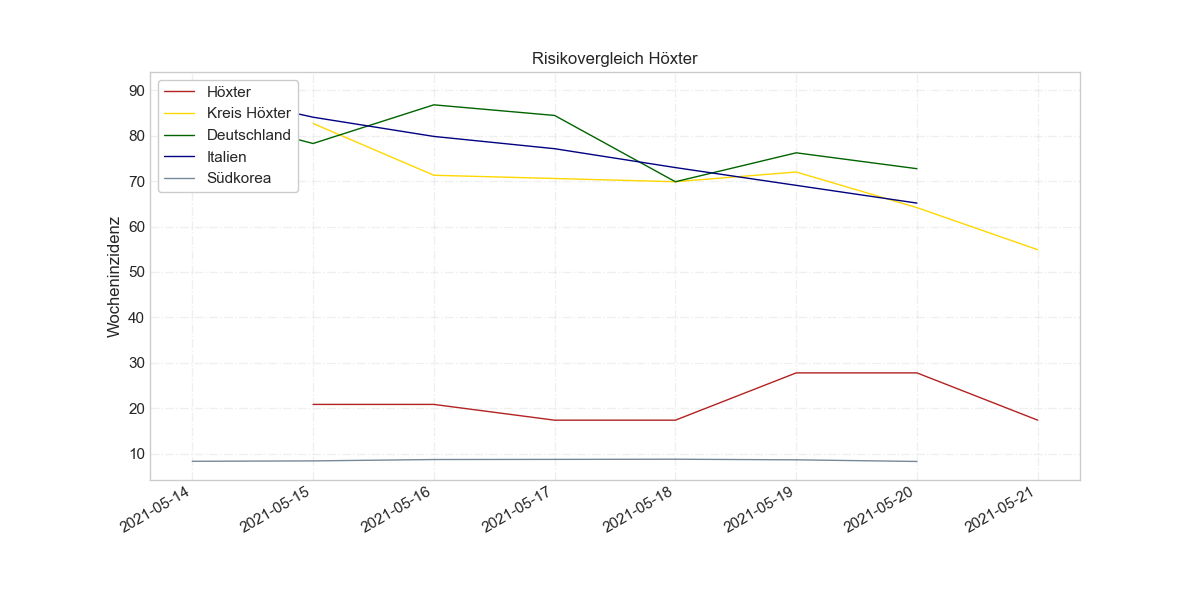 Risikovergleich Höxter
Wocheninzidenz
90
80
70
60
50
40
30
20
10
Höxter
Kreis Höxter
Deutschland
Italien
Südkorea
2021-05-14
2021-05-15
2021-05-16
2021-05-17
2021-05-18
2021-05-19
2021-05-20
2021-05-21